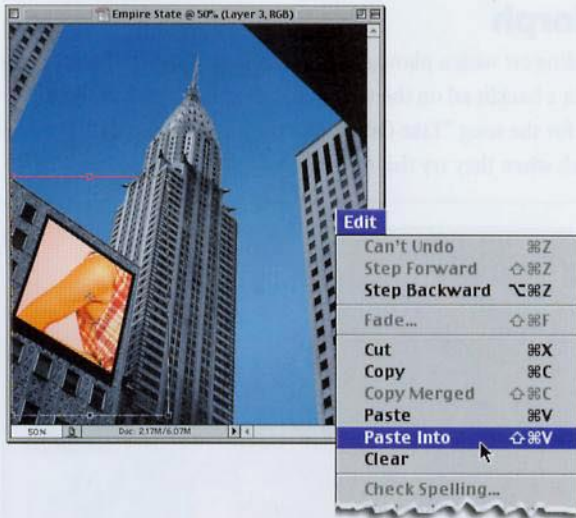 Empire State @ 50% (Layer 3, RGB)
50%
Doc: 2.17M/6.07M
Edit
Can't Undo ⌘Z
Step Forward ⇧⌘Z
Step Backward ⌥⌘Z
Fade... ⇧⌘F
Cut ⌘X
Copy ⌘C
Copy Merged ⇧⌘C
Paste ⌘V
Paste Into ⇧⌘V
Clear
Check Spelling...